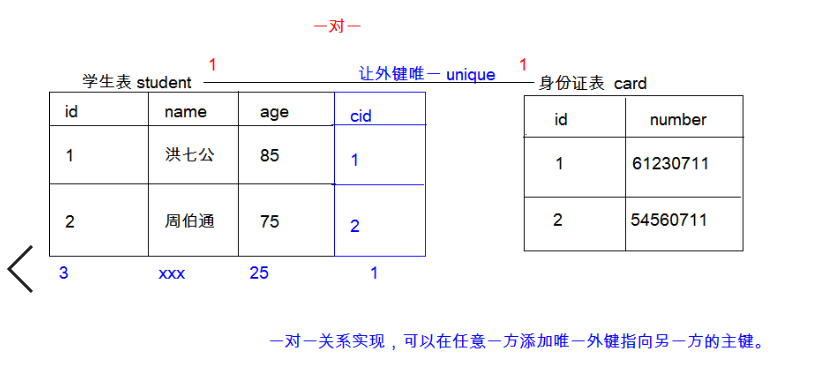 一对一
1 让外键唯一 unique 1
学生表 student 身份证表 card
id name age cid
id number
1 洪七公 85 1
1 61230711
2 周伯通 75 2
2 54560711
3 xxx 25 1
一对一关系实现，可以在任意一方添加唯一外键指向另一方的主键。